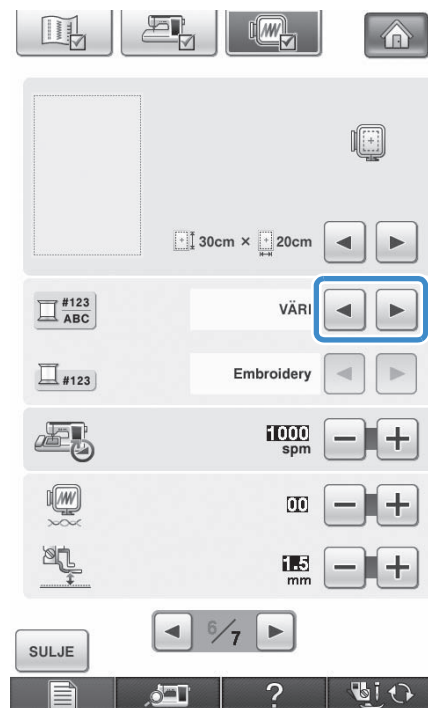 30cm × 20cm
#123
ABC
VÄRI
#123
Embroidery
1000
spm
00
1.5
mm
6/7
SULJE
?